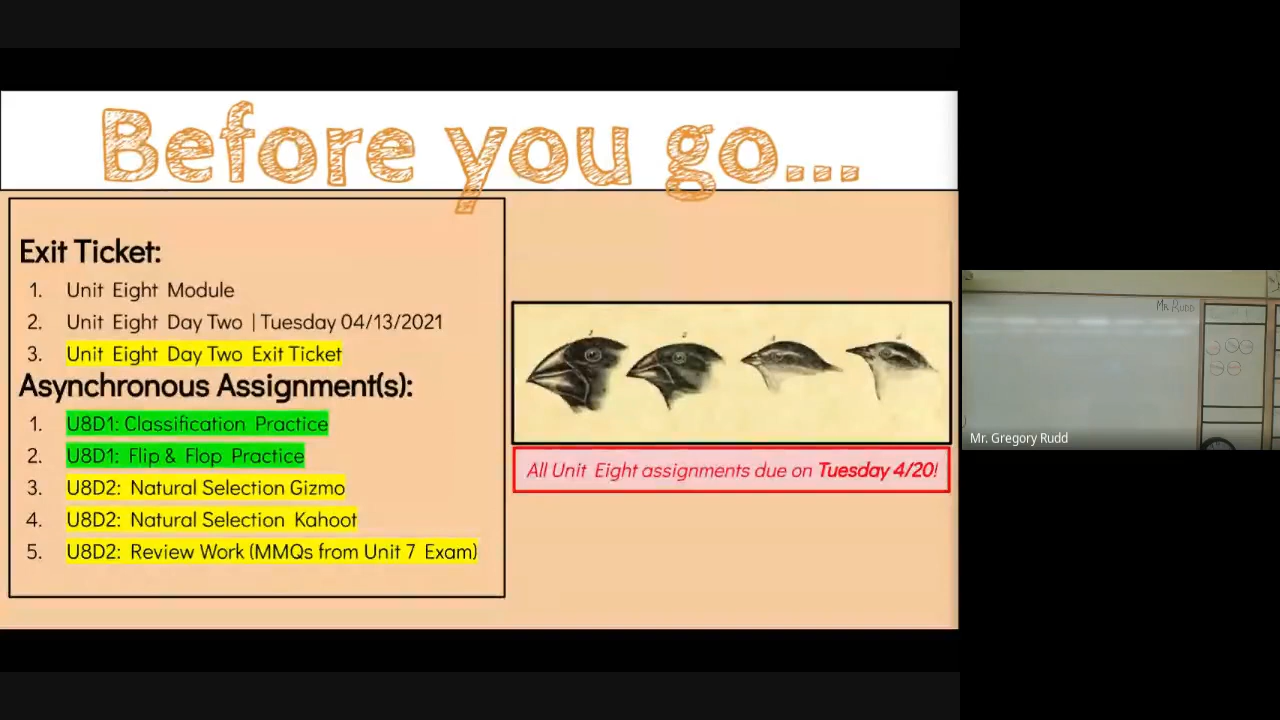 Before you go...
Exit Ticket:
1. Unit Eight Module
2. Unit Eight Day Two | Tuesday 04/13/2021
3. Unit Eight Day Two Exit Ticket
Asynchronous Assignment(s):
1. U8D1: Classification Practice
2. U8D1: Flip & Flop Practice
3. U8D2: Natural Selection Gizmo
4. U8D2: Natural Selection Kahoot
5. U8D2: Review Work (MMQs from Unit 7 Exam)
All Unit Eight assignments due on Tuesday 4/20!
Mr. Rudd
Mr. Gregory Rudd